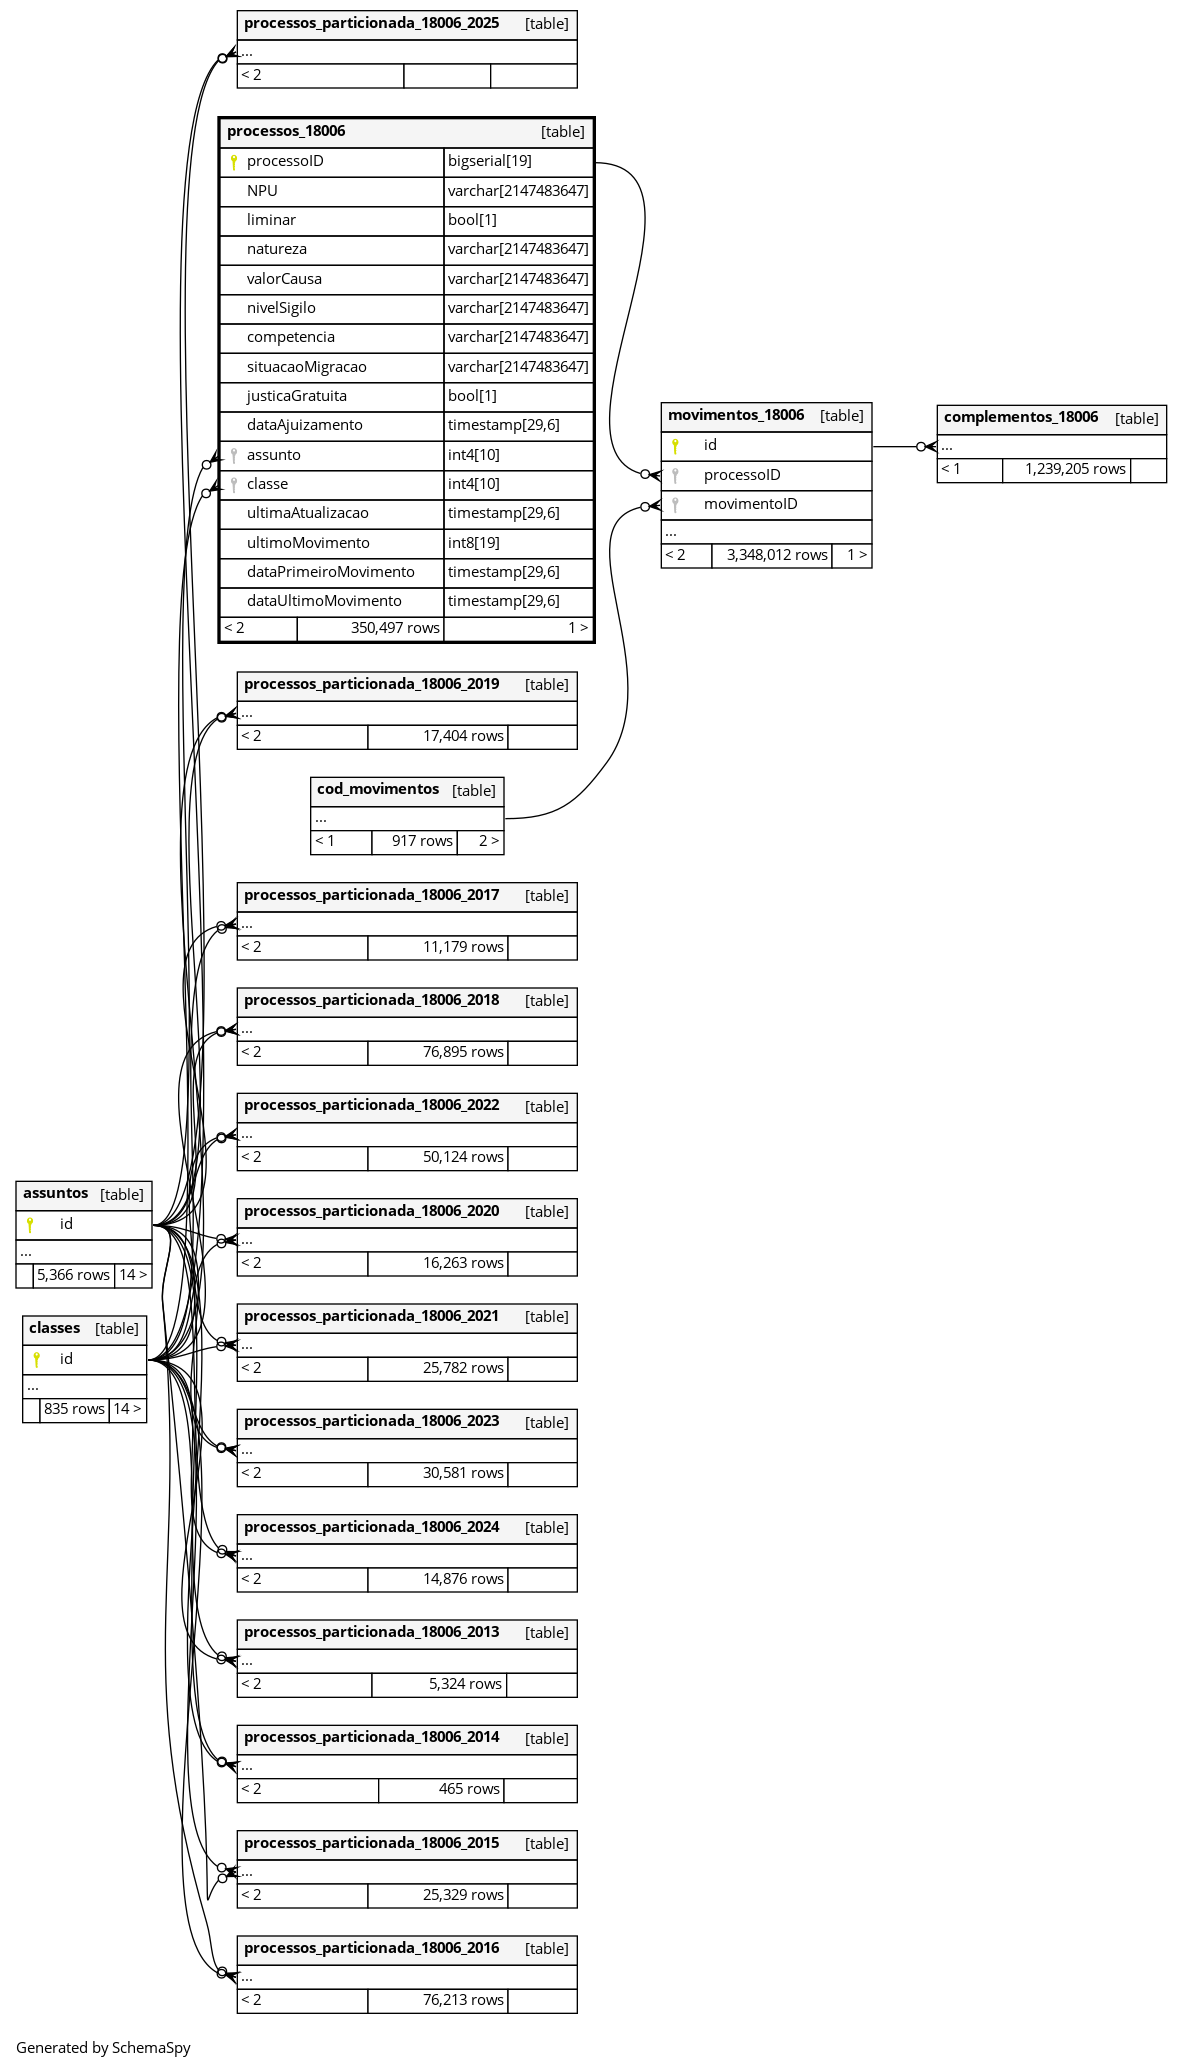 processos_particionada_18006_2025 [table]
...
< 2
processos_18006 [table]
processoID bigserial[19]
NPU varchar[2147483647]
liminar bool[1]
natureza varchar[2147483647]
valorCausa varchar[2147483647]
nivelSigilo varchar[2147483647]
competencia varchar[2147483647]
situacaoMigracao varchar[2147483647]
justicaGratuita bool[1]
dataAjuizamento timestamp[29,6]
assunto int4[10]
classe int4[10]
ultimaAtualizacao timestamp[29,6]
ultimoMovimento int8[19]
dataPrimeiroMovimento timestamp[29,6]
dataUltimoMovimento timestamp[29,6]
< 2 350,497 rows 1 >
movimentos_18006 [table]
id
processoID
movimentoID
...
< 2 3,348,012 rows 1 >
complementos_18006 [table]
...
< 1 1,239,205 rows
processos_particionada_18006_2019 [table]
...
< 2 17,404 rows
cod_movimentos [table]
...
< 1 917 rows 2 >
processos_particionada_18006_2017 [table]
...
< 2 11,179 rows
processos_particionada_18006_2018 [table]
...
< 2 76,895 rows
processos_particionada_18006_2022 [table]
...
< 2 50,124 rows
assuntos [table]
id
...
5,366 rows 14 >
processos_particionada_18006_2020 [table]
...
< 2 16,263 rows
classes [table]
id
...
835 rows 14 >
processos_particionada_18006_2021 [table]
...
< 2 25,782 rows
processos_particionada_18006_2023 [table]
...
< 2 30,581 rows
processos_particionada_18006_2024 [table]
...
< 2 14,876 rows
processos_particionada_18006_2013 [table]
...
< 2 5,324 rows
processos_particionada_18006_2014 [table]
...
< 2 465 rows
processos_particionada_18006_2015 [table]
...
< 2 25,329 rows
processos_particionada_18006_2016 [table]
...
< 2 76,213 rows
Generated by SchemaSpy